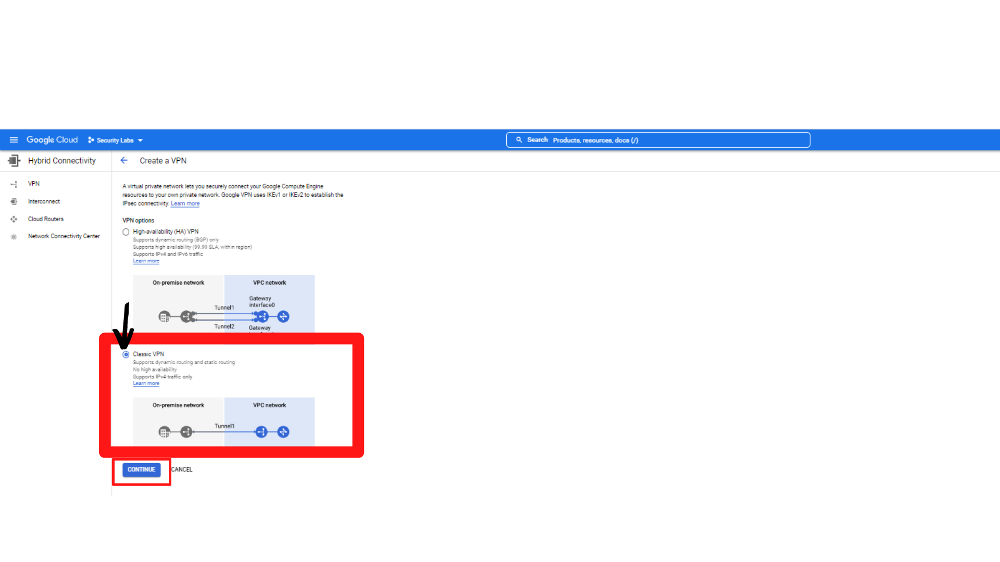 Google Cloud Security Labs Search Products, resources, docs (/)
Hybrid Connectivity
Create a VPN
VPN
Interconnect
Cloud Routers
Network Connectivity Center
A virtual private network lets you securely connect your Google Compute Engine
resources to your own private network. Google VPN uses IKEv1 or IKEv2 to establish the
IPsec connectivity. Learn more
VPN options
High-availability (HA) VPN
Supports dynamic routing (BGP) only
Supports high availability (99.99 SLA, within region)
Supports IPv4 and IPv6 traffic
Learn more
On-premise network VPC network
Gateway
interface0
Tunnel1
Tunnel2
Gateway
Classic VPN
Supports dynamic routing and static routing
No high availability
Supports IPv4 traffic only
Learn more
On-premise network VPC network
Tunnel1
CONTINUE CANCEL